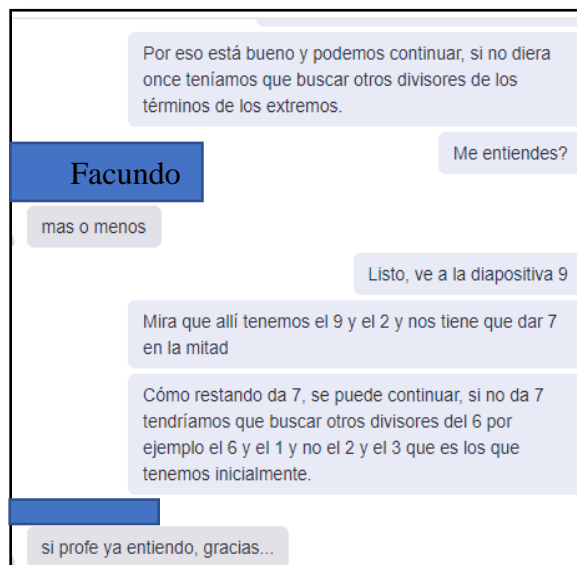 Por eso está bueno y podemos continuar, si no diera
once teníamos que buscar otros divisores de los
términos de los extremos.
Me entiendes?
Facundo
mas o menos
Listo, ve a la diapositiva 9
Mira que allí tenemos el 9 y el 2 y nos tiene que dar 7
en la mitad
Cómo restando da 7, se puede continuar, si no da 7
tendríamos que buscar otros divisores del 6 por
ejemplo el 6 y el 1 y no el 2 y el 3 que es los que
tenemos inicialmente.
si profe ya entiendo, gracias...